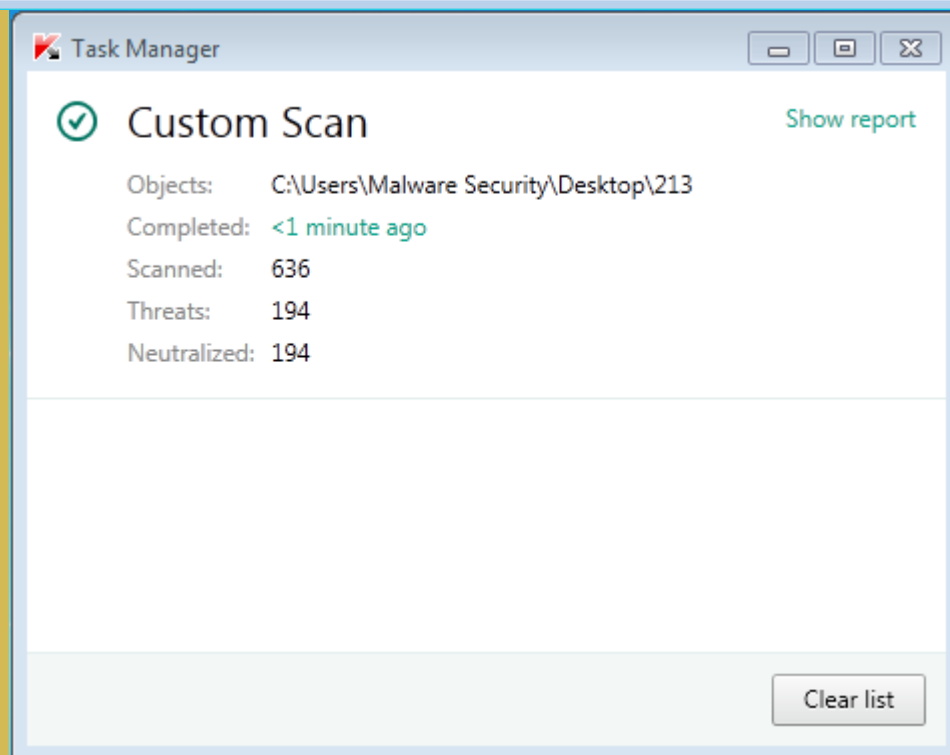 Task Manager
Custom Scan
Show report
Objects: C:\Users\Malware Security\Desktop\213
Completed: <1 minute ago
Scanned: 636
Threats: 194
Neutralized: 194
Clear list